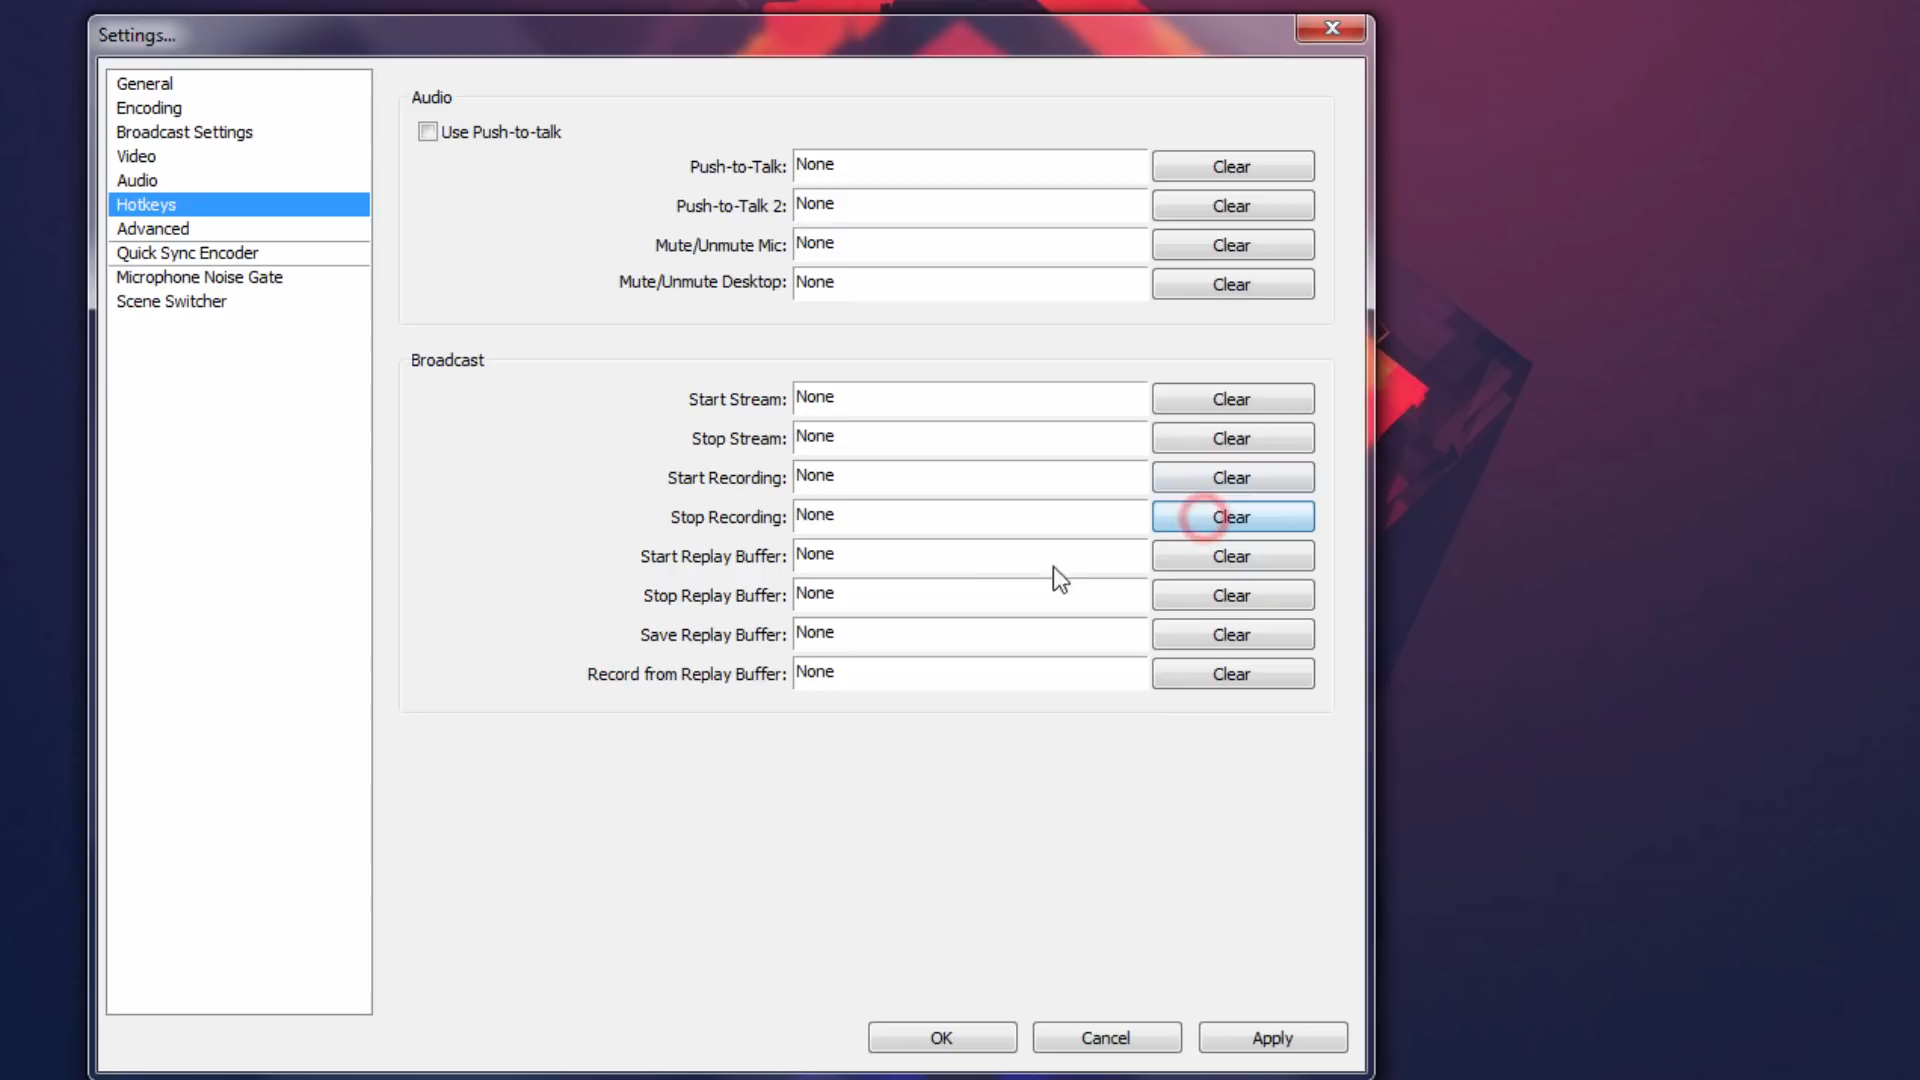 Settings...
General
Encoding
Broadcast Settings
Video
Audio
Hotkeys
Advanced
Quick Sync Encoder
Microphone Noise Gate
Scene Switcher
Audio
Use Push-to-talk
Push-to-Talk: None Clear
Push-to-Talk 2: None Clear
Mute/Unmute Mic: None Clear
Mute/Unmute Desktop: None Clear
Broadcast
Start Stream: None Clear
Stop Stream: None Clear
Start Recording: None Clear
Stop Recording: None Clear
Start Replay Buffer: None Clear
Stop Replay Buffer: None Clear
Save Replay Buffer: None Clear
Record from Replay Buffer: None Clear
OK Cancel Apply